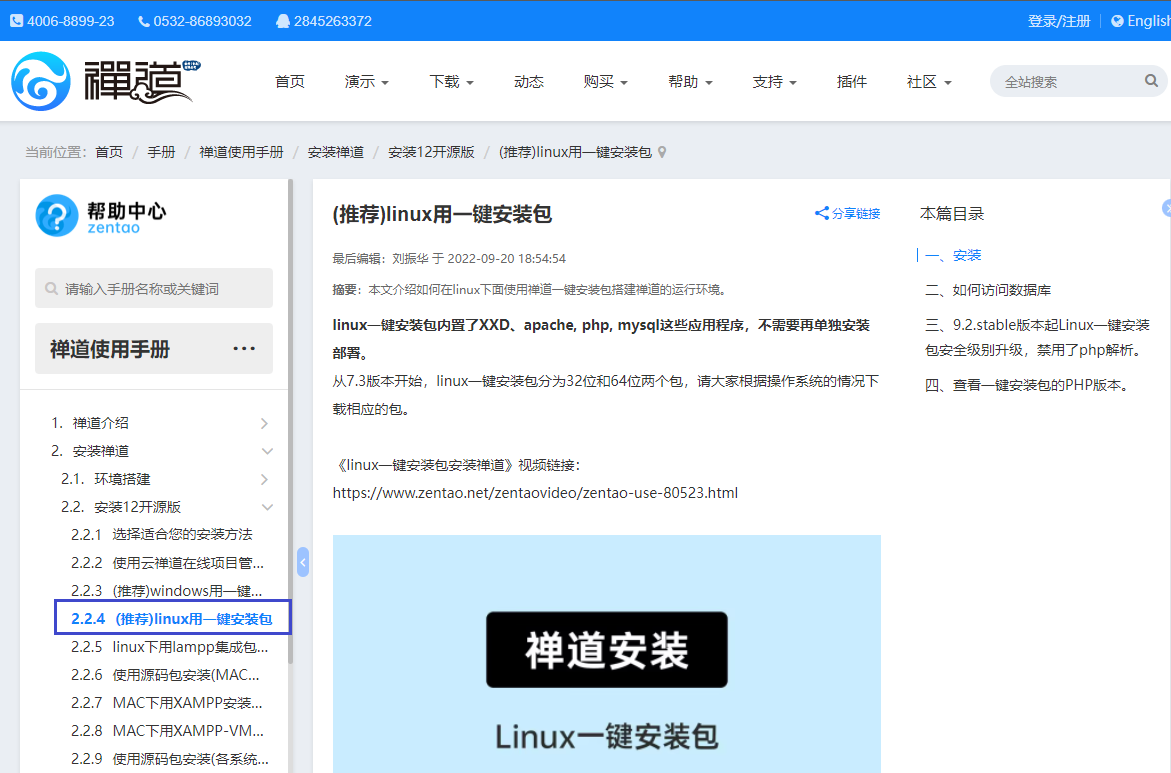 4006-8899-23 0532-86893032 2845263372 登录/注册 English
禪道 首页 演示 下载 动态 购买 帮助 支持 插件 社区 全站搜索
当前位置： 首页 / 手册 / 禅道使用手册 / 安装禅道 / 安装12开源版 / (推荐)linux用一键安装包
帮助中心
zentao
请输入手册名称或关键词
禅道使用手册 ···
1. 禅道介绍
2. 安装禅道
2.1. 环境搭建
2.2. 安装12开源版
2.2.1 选择适合您的安装方法
2.2.2 使用云禅道在线项目管...
2.2.3 (推荐)windows用一键...
2.2.4 (推荐)linux用一键安装包
2.2.5 linux下用lampp集成包...
2.2.6 使用源码包安装(MAC...
2.2.7 MAC下用XAMPP安装...
2.2.8 MAC下用XAMPP-VM...
2.2.9 使用源码包安装(各系统...
(推荐)linux用一键安装包
分享链接
最后编辑：刘振华 于 2022-09-20 18:54:54
摘要：本文介绍如何在linux下面使用禅道一键安装包搭建禅道的运行环境。
linux一键安装包内置了XXD、apache, php, mysql这些应用程序，不需要再单独安装
部署。
从7.3版本开始，linux一键安装包分为32位和64位两个包，请大家根据操作系统的情况下
载相应的包。
《linux一键安装包安装禅道》视频链接：
https://www.zentao.net/zentaovideo/zentao-use-80523.html
禅道安装
Linux一键安装包
本篇目录
一、安装
二、如何访问数据库
三、9.2.stable版本起Linux一键安装
包安全级别升级，禁用了php解析。
四、查看一键安装包的PHP版本。